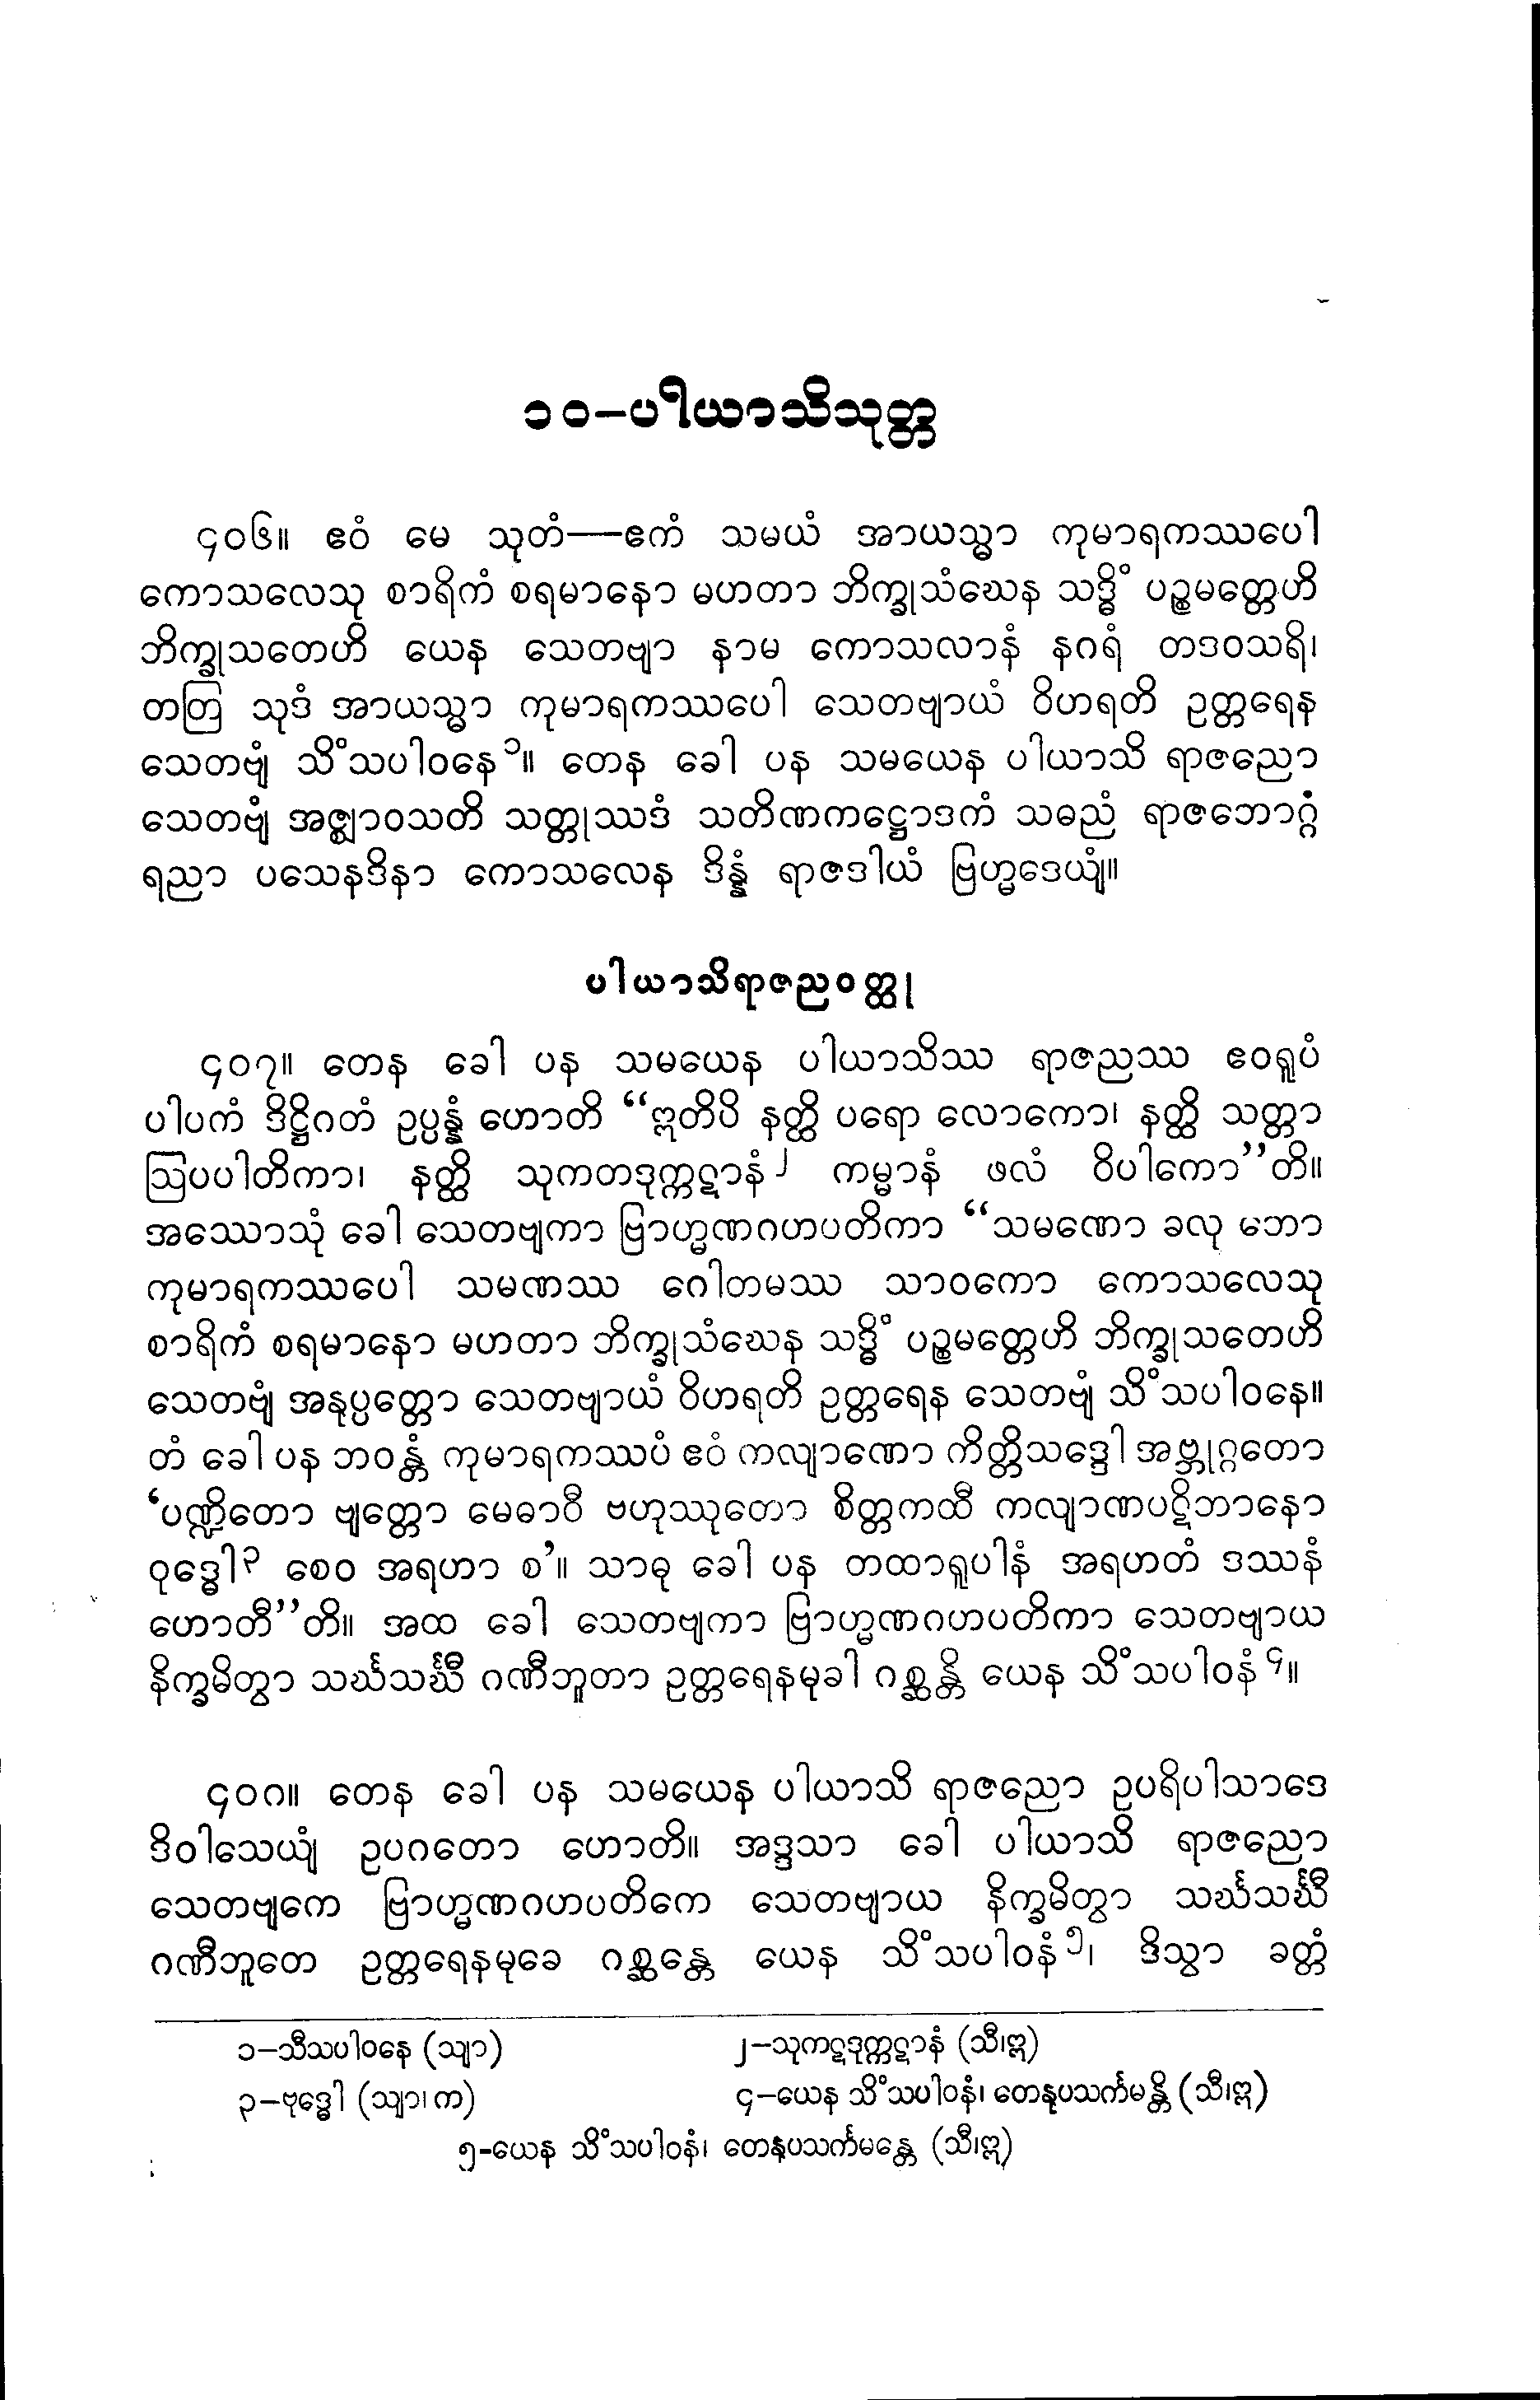 ၁၀–ပါယာသိသုတ္တ
၄၀၆။ ဧဝံ မေ သုတံ—ဧကံ သမယံ အာယသ္မာ ကုမာရကဿပေါ
ကောသလေသု စာရိကံ စရမာနော မဟတာ ဘိက္ခုသံဃေန သဒ္ဓိံ ပဉ္စမတ္တေဟိ
ဘိက္ခုသတေဟိ ယေန သေတဗျာ နာမ ကောသလာနံ နဂရံ တဒဝသရိ၊
တတြ သုဒံ အာယသ္မာ ကုမာရကဿပေါ သေတဗျာယံ ဝိဟရတိ ဥတ္တရေန
သေတဗျံ သိံသပါဝနေ၁။ တေန ခေါ ပန သမယေန ပါယာသိ ရာဇညော
သေတဗျံ အဇ္ဈာဝသတိ သတ္တုဿဒံ သတိဏကဋ္ဌောဒကံ သဓညံ ရာဇဘောဂ္ဂံ
ရညာ ပသေနဒိနာ ကောသလေန ဒိန္နံ ရာဇဒါယံ ဗြဟ္မဒေယျံ။
ပါယာသိရာဇညဝတ္ထု
၄၀၇။ တေန ခေါ ပန သမယေန ပါယာသိဿ ရာဇညဿ ဧဝရူပံ
ပါပကံ ဒိဋ္ဌိဂတံ ဥပ္ပန္နံ ဟောတိ “ဣတိပိ နတ္ထိ ပရော လောကော၊ နတ္ထိ သတ္တာ
ဩပပါတိကာ၊ နတ္ထိ သုကတဒုက္ကဋာနံ၂ ကမ္မာနံ ဖလံ ဝိပါကော”တိ။
အဿောသုံ ခေါ သေတဗျကာ ဗြာဟ္မဏဂဟပတိကာ “သမဏော ခလု ဘော
ကုမာရကဿပေါ သမဏဿ ဂေါတမဿ သာဝကော ကောသလေသု
စာရိကံ စရမာနော မဟတာ ဘိက္ခုသံဃေန သဒ္ဓိံ ပဉ္စမတ္တေဟိ ဘိက္ခုသတေဟိ
သေတဗျံ အနုပ္ပတ္တော သေတဗျာယံ ဝိဟရတိ ဥတ္တရေန သေတဗျံ သိံသပါဝနေ။
တံ ခေါ ပန ဘဝန္တံ ကုမာရကဿပံ ဧဝံ ကလျာဏော ကိတ္တိသဒ္ဒေါ အဗ္ဘုဂ္ဂတော
‘ပဏ္ဍိတော ဗျတ္တော မေဓာဝီ ဗဟုဿုတော စိတ္တကထီ ကလျာဏပဋိဘာနော
ဝုဒ္ဓေါ၃ စေဝ အရဟာ စ’။ သာဓု ခေါ ပန တထာရူပါနံ အရဟတံ ဒဿနံ
ဟောတီ”တိ။ အထ ခေါ သေတဗျကာ ဗြာဟ္မဏဂဟပတိကာ သေတဗျာယ
နိက္ခမိတွာ သင်္ဃသင်္ဃီ ဂဏီဘူတာ ဥတ္တရေနမုခါ ဂစ္ဆန္တိ ယေန သိံသပါဝနံ၄။
၄၀၈။ တေန ခေါ ပန သမယေန ပါယာသိ ရာဇညော ဥပရိပါသာဒေ
ဒိဝါသေယျံ ဥပဂတော ဟောတိ။ အဒ္ဒသာ ခေါ ပါယာသိ ရာဇညော
သေတဗျကေ ဗြာဟ္မဏဂဟပတိကေ သေတဗျာယ နိက္ခမိတွာ သင်္ဃသင်္ဃီ
ဂဏီဘူတေ ဥတ္တရေနမုခေ ဂစ္ဆန္တေ ယေန သိံသပါဝနံ၅၊ ဒိသွာ ခတ္တံ
၁–သီသပါဝနေ (သျာ) ၂–သုကဋဒုက္ကဋာနံ (သီ၊ဣ)
၃–ဗုဒ္ဓေါ (သျာ၊ က) ၄–ယေန သိံသပါဝနံ၊ တေနုပသင်္ကမန္တိ (သီ၊ဣ)
၅-ယေန သိံသပါဝနံ၊ တေနုပသင်္ကမန္တေ (သီ၊ဣ)